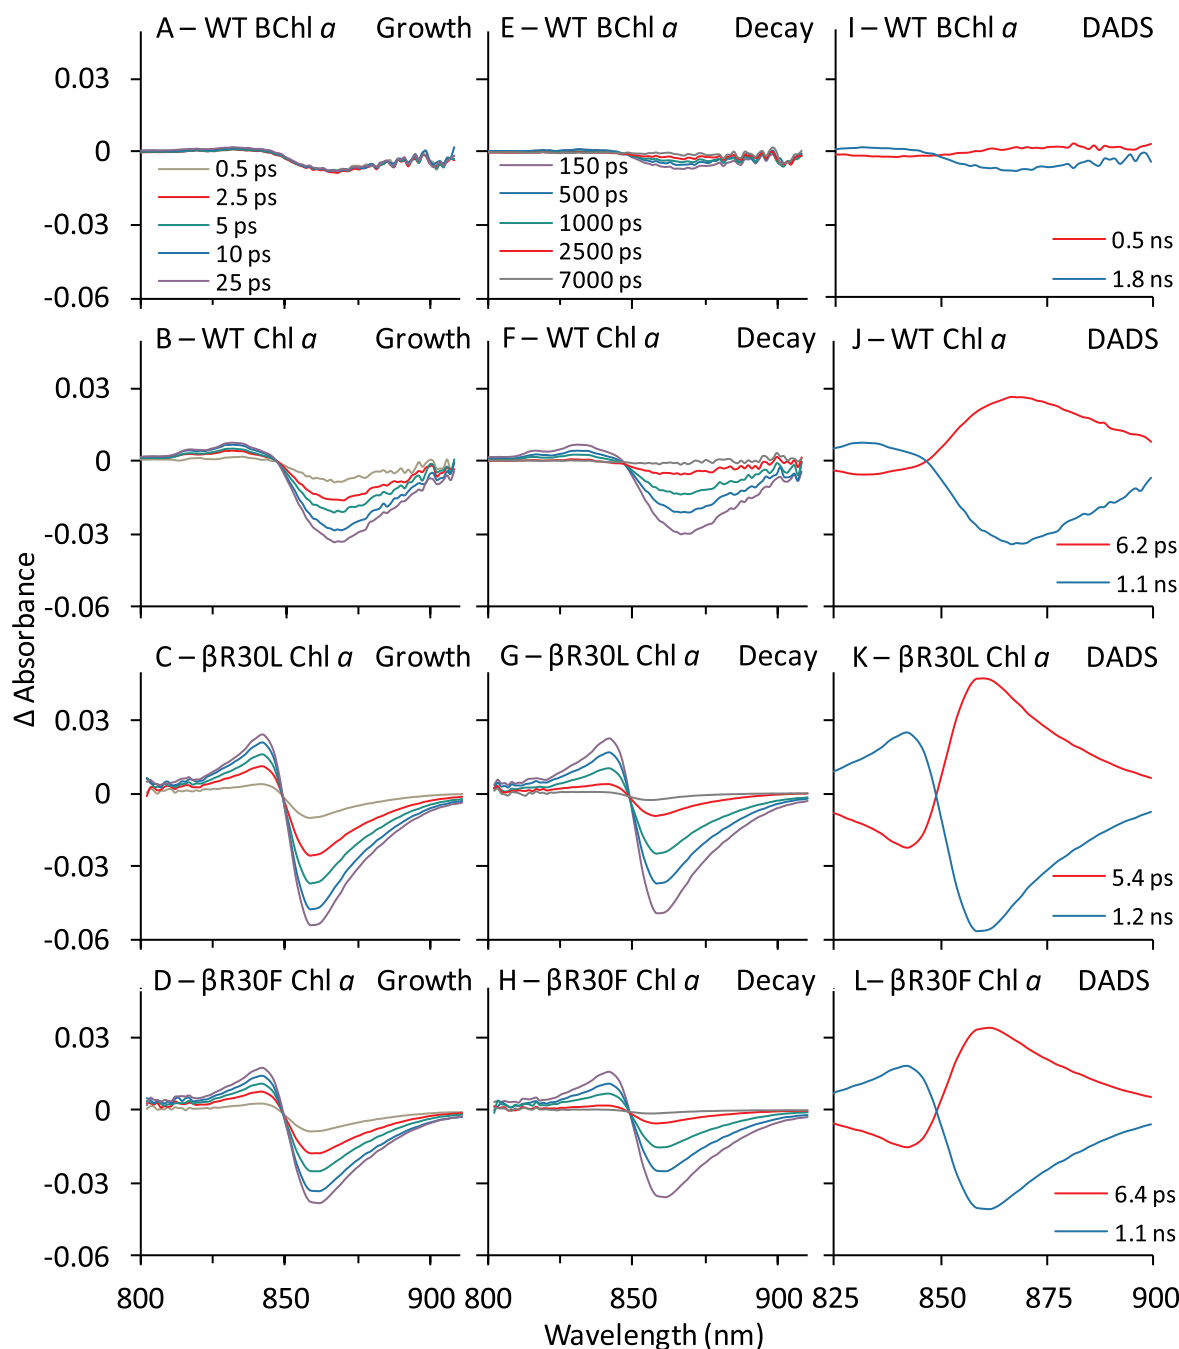 A – WT BChl a Growth
0.03
0
-0.03
-0.06
0.5 ps
2.5 ps
5 ps
10 ps
25 ps
E – WT BChl a Decay
150 ps
500 ps
1000 ps
2500 ps
7000 ps
I – WT BChl a DADS
0.5 ns
1.8 ns
B – WT Chl a Growth
0.03
0
-0.03
-0.06
F – WT Chl a Decay
J – WT Chl a DADS
6.2 ps
1.1 ns
Δ Absorbance
C – βR30L Chl a Growth
0.03
0
-0.03
-0.06
G – βR30L Chl a Decay
K – βR30L Chl a DADS
5.4 ps
1.2 ns
D – βR30F Chl a Growth
0.03
0
-0.03
-0.06
H – βR30F Chl a Decay
L – βR30F Chl a DADS
6.4 ps
1.1 ns
800 850 900 800 850 900 825 850 875 900
Wavelength (nm)